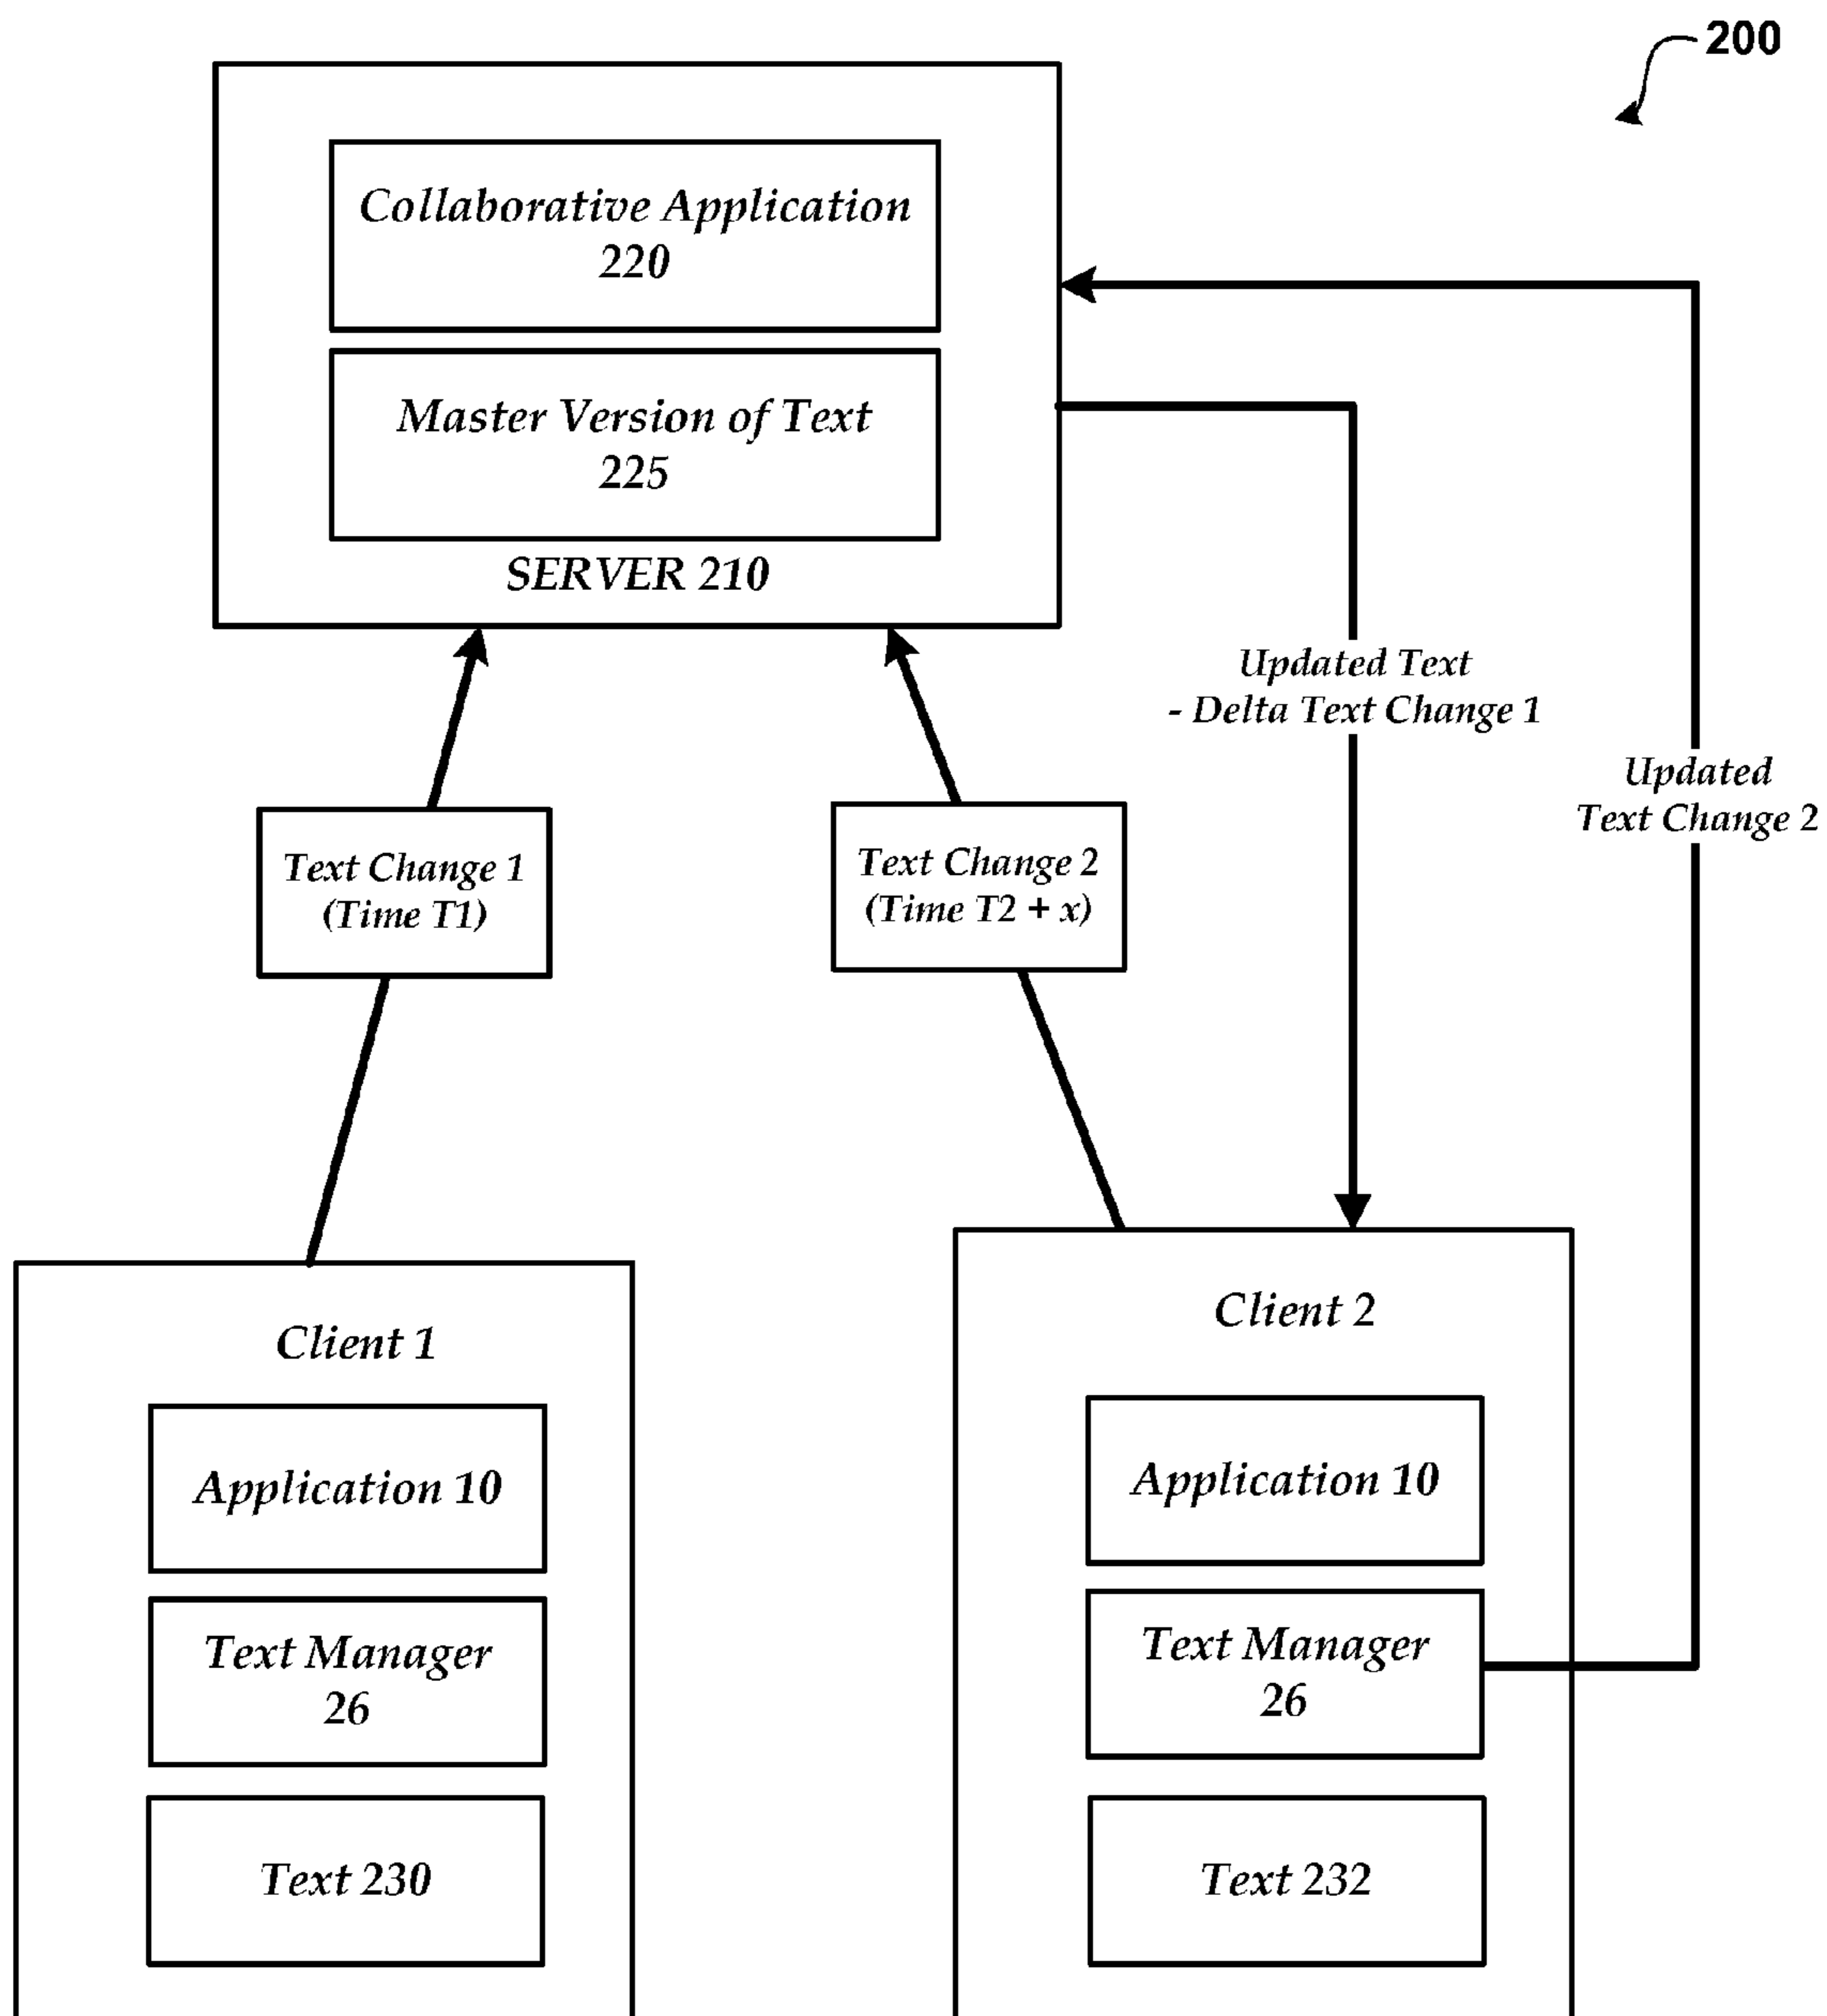 200
Collaborative Application
220
Master Version of Text
225
SERVER 210
Updated Text
- Delta Text Change 1
Updated
Text Change 2
Text Change 1
(Time T1)
Text Change 2
(Time T2 + x)
Client 1
Application 10
Text Manager
26
Text 230
Client 2
Application 10
Text Manager
26
Text 232